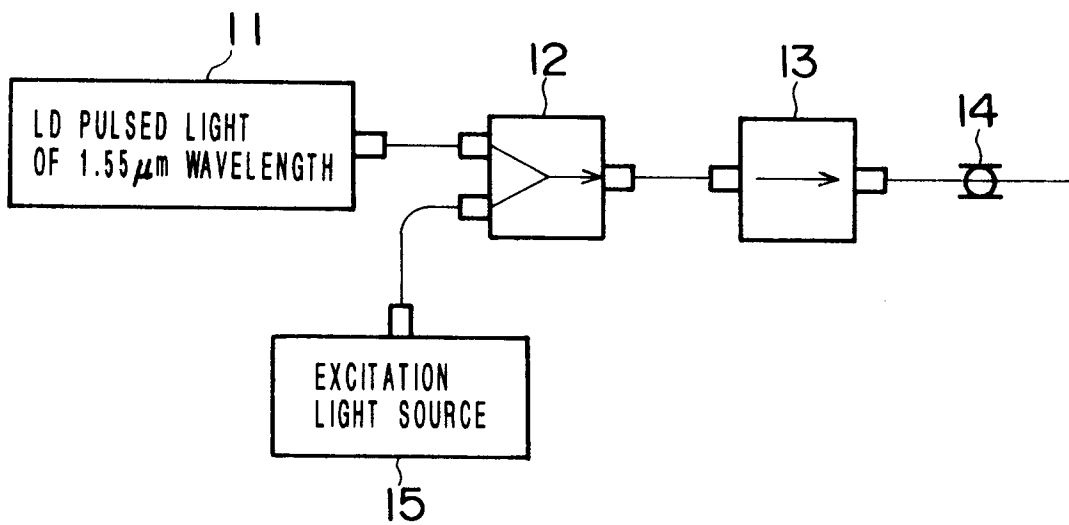 11
LD PULSED LIGHT
OF 1.55μm WAVELENGTH
12
13
14
EXCITATION
LIGHT SOURCE
15